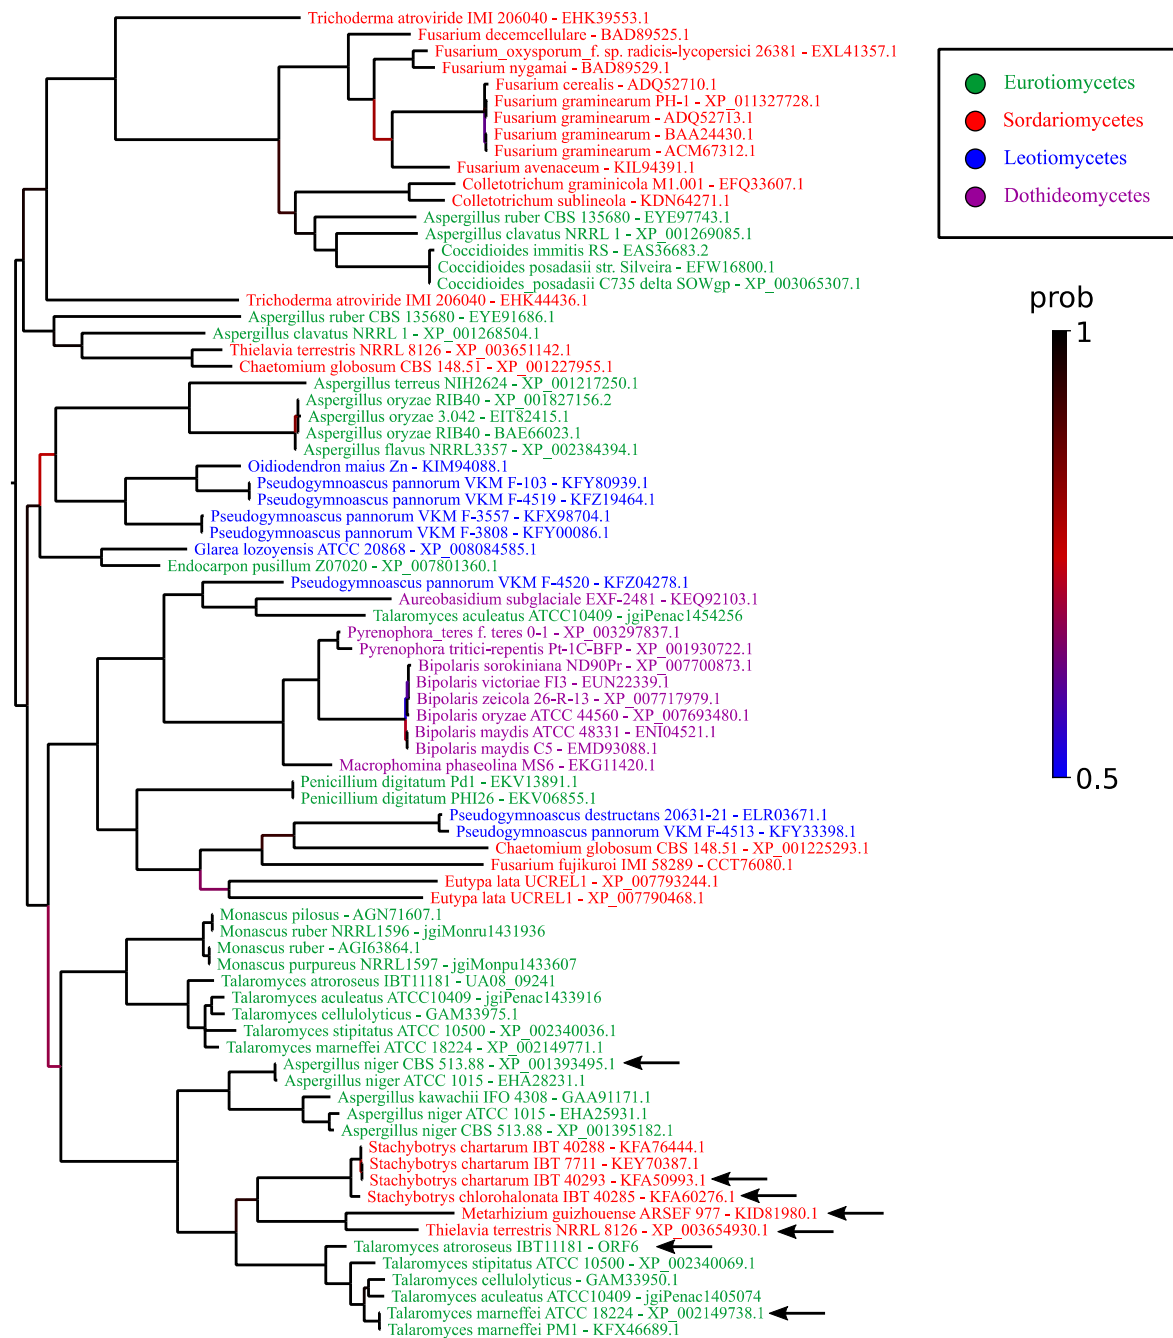 Trichoderma atroviride IMI 206040 - EHK39553.1
Fusarium decemcellulare - BAD89525.1
Fusarium_oxysporum_f. sp. radicis-lycopersici 26381 - EXL41357.1
Fusarium nygamai - BAD89529.1
Fusarium cerealis - ADQ52710.1
Fusarium graminearum PH-1 - XP_011327728.1
Fusarium graminearum - ADQ52713.1
Fusarium graminearum - BAA24430.1
Fusarium graminearum - ACM67312.1
Fusarium avenaceum - KIL94391.1
Colletotrichum graminicola M1.001 - EFQ33607.1
Colletotrichum sublineola - KDN64271.1
Aspergillus ruber CBS 135680 - EYE97743.1
Aspergillus clavatus NRRL 1 - XP_001269085.1
Coccidioides immitis RS - EAS36683.2
Coccidioides posadasii str. Silveira - EFW16800.1
Coccidioides_posadasii C735 delta SOWgp - XP_003065307.1
Trichoderma atroviride IMI 206040 - EHK44436.1
Aspergillus ruber CBS 135680 - EYE91686.1
Aspergillus clavatus NRRL 1 - XP_001268504.1
Thielavia terrestris NRRL 8126 - XP_003651142.1
Chaetomium globosum CBS 148.51 - XP_001227955.1
Aspergillus terreus NIH2624 - XP_001217250.1
Aspergillus oryzae RIB40 - XP_001827156.2
Aspergillus oryzae 3.042 - EIT82415.1
Aspergillus oryzae RIB40 - BAE66023.1
Aspergillus flavus NRRL3357 - XP_002384394.1
Oidiodendron maius Zn - KIM94088.1
Pseudogymnoascus pannorum VKM F-103 - KFY80939.1
Pseudogymnoascus pannorum VKM F-4519 - KFZ19464.1
Pseudogymnoascus pannorum VKM F-3557 - KFX98704.1
Pseudogymnoascus pannorum VKM F-3808 - KFY00086.1
Glarea lozoyensis ATCC 20868 - XP_008084585.1
Endocarpon pusillum Z07020 - XP_007801360.1
Pseudogymnoascus pannorum VKM F-4520 - KFZ04278.1
Aureobasidium subglaciale EXF-2481 - KEQ92103.1
Talaromyces aculeatus ATCC10409 - jgiPenac1454256
Pyrenophora_teres f. teres 0-1 - XP_003297837.1
Pyrenophora tritici-repentis Pt-1C-BFP - XP_001930722.1
Bipolaris sorokiniana ND90Pr - XP_007700873.1
Bipolaris victoriae FI3 - EUN22339.1
Bipolaris zeicola 26-R-13 - XP_007717979.1
Bipolaris oryzae ATCC 44560 - XP_007693480.1
Bipolaris maydis ATCC 48331 - ENI04521.1
Bipolaris maydis C5 - EMD93088.1
Macrophomina phaseolina MS6 - EKG11420.1
Penicillium digitatum Pd1 - EKV13891.1
Penicillium digitatum PHI26 - EKV06855.1
Pseudogymnoascus destructans 20631-21 - ELR03671.1
Pseudogymnoascus pannorum VKM F-4513 - KFY33398.1
Chaetomium globosum CBS 148.51 - XP_001225293.1
Fusarium fujikuroi IMI 58289 - CCT76080.1
Eutypa lata UCREL1 - XP_007793244.1
Eutypa lata UCREL1 - XP_007790468.1
Monascus pilosus - AGN71607.1
Monascus ruber NRRL1596 - jgiMonru1431936
Monascus ruber - AGI63864.1
Monascus purpureus NRRL1597 - jgiMonpu1433607
Talaromyces atroroseus IBT11181 - UA08_09241
Talaromyces aculeatus ATCC10409 - jgiPenac1433916
Talaromyces cellulolyticus - GAM33975.1
Talaromyces stipitatus ATCC 10500 - XP_002340036.1
Talaromyces marneffei ATCC 18224 - XP_002149771.1
Aspergillus niger CBS 513.88 - XP_001393495.1
Aspergillus niger ATCC 1015 - EHA28231.1
Aspergillus kawachii IFO 4308 - GAA91171.1
Aspergillus niger ATCC 1015 - EHA25931.1
Aspergillus niger CBS 513.88 - XP_001395182.1
Stachybotrys chartarum IBT 40288 - KFA76444.1
Stachybotrys chartarum IBT 7711 - KEY70387.1
Stachybotrys chartarum IBT 40293 - KFA50993.1
Stachybotrys chlorohalonata IBT 40285 - KFA60276.1
Metarhizium guizhouense ARSEF 977 - KID81980.1
Thielavia terrestris NRRL 8126 - XP_003654930.1
Talaromyces atroroseus IBT11181 - ORF6
Talaromyces stipitatus ATCC 10500 - XP_002340069.1
Talaromyces cellulolyticus - GAM33950.1
Talaromyces aculeatus ATCC10409 - jgiPenac1405074
Talaromyces marneffei ATCC 18224 - XP_002149738.1
Talaromyces marneffei PM1 - KFX46689.1
Eurotiomycetes
Sordariomycetes
Leotiomycetes
Dothideomycetes
prob
1
0.5